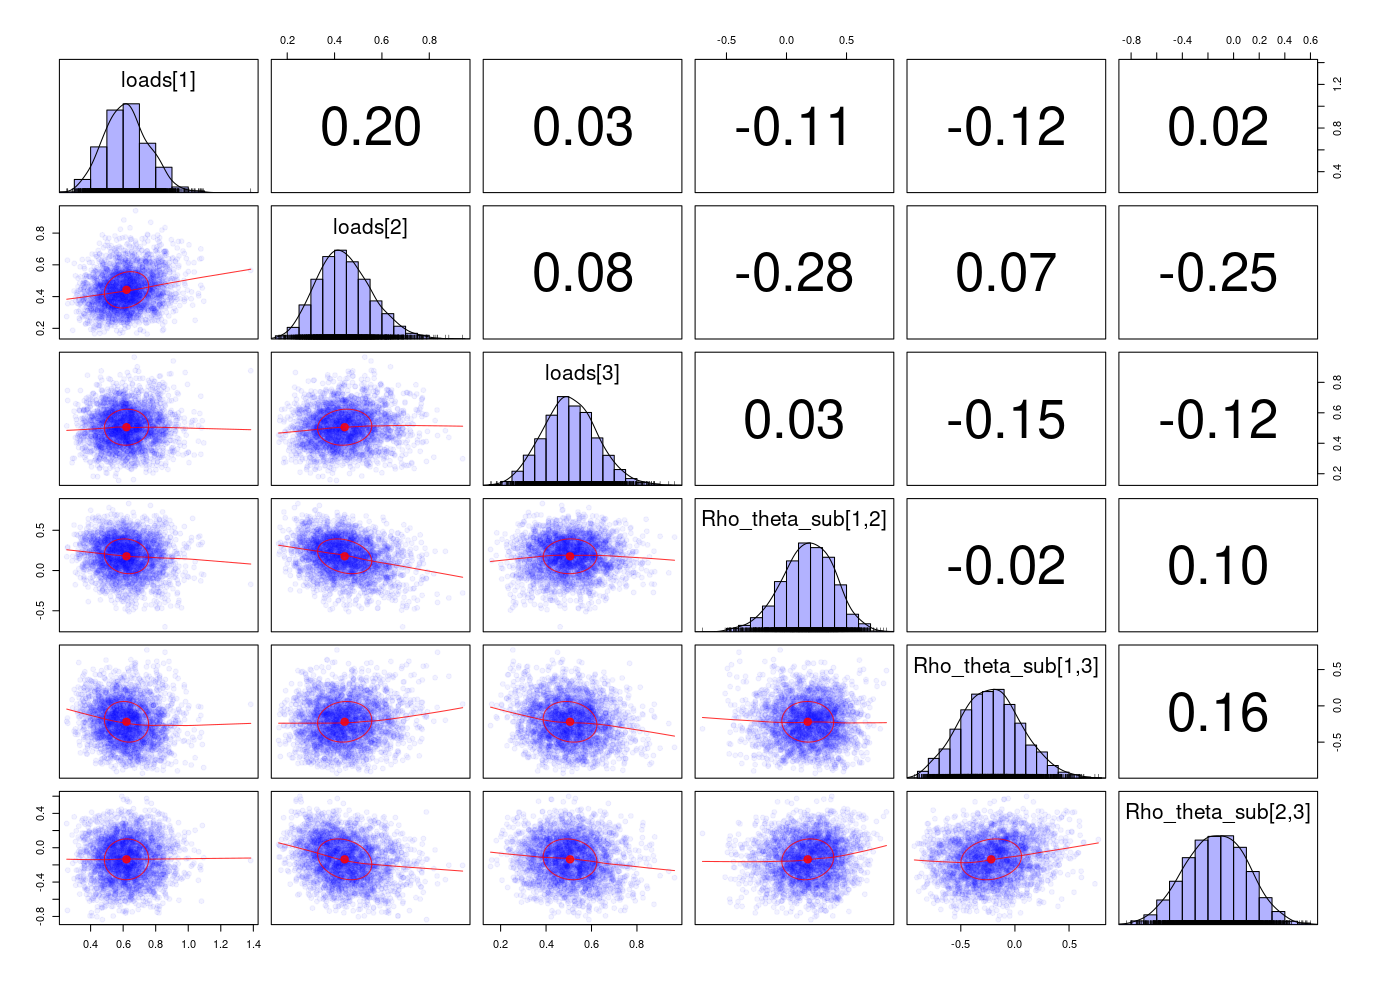 0.2 0.4 0.6 0.8 -0.5 0.0 0.5 -0.8 -0.4 0.0 0.4 0.6
loads[1] 0.20 0.03 -0.11 -0.12 0.02
0.4 0.8 1.2
0.2 0.4 0.6 0.8
loads[2] 0.08 -0.28 0.07 -0.25
loads[3] 0.03 -0.15 -0.12
0.2 0.4 0.6 0.8
-0.5 0.0 0.5
Rho_theta_sub[1,2] -0.02 0.10
Rho_theta_sub[1,3] 0.16
-0.5 0.0 0.5
-0.8 -0.4 0.0 0.4
Rho_theta_sub[2,3]
0.4 0.6 0.8 1.0 1.2 1.4 0.2 0.4 0.6 0.8 -0.5 0.0 0.5